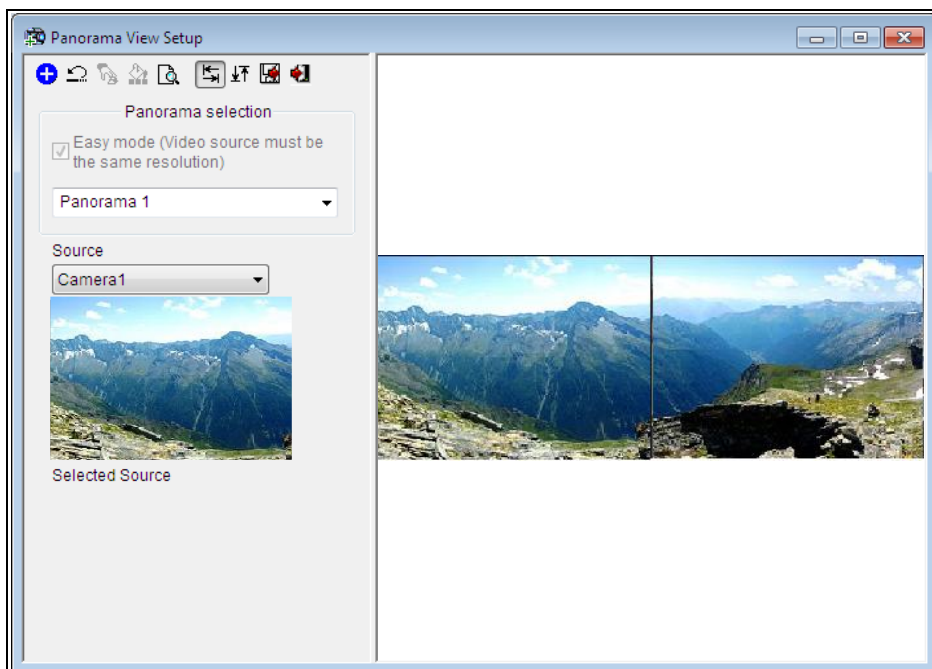 Panorama View Setup
Panorama selection
Easy mode (Video source must be
the same resolution)
Panorama 1
Source
Camera1
Selected Source